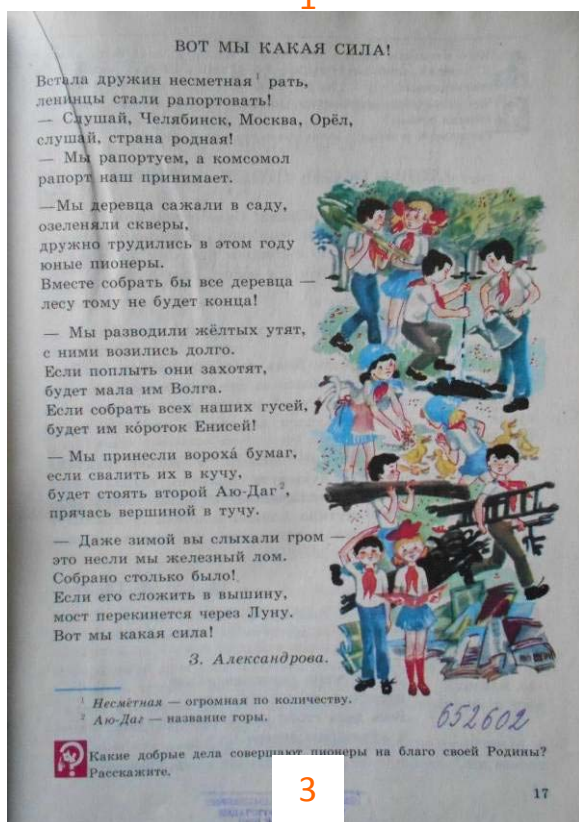 1
ВОТ МЫ КАКАЯ СИЛА!
Встала дружин несметная¹ рать,
ленинцы стали рапортовать!
— Слушай, Челябинск, Москва, Орёл,
слушай, страна родная!
— Мы рапортуем, а комсомол
рапорт наш принимает.
—Мы деревца сажали в саду,
озеленяли скверы,
дружно трудились в этом году
юные пионеры.
Вместе собрать бы все деревца —
лесу тому не будет конца!
— Мы разводили жёлтых утят,
с ними возились долго.
Если поплыть они захотят,
будет мала им Волга.
Если собрать всех наших гусей,
будет им ко́роток Енисей!
— Мы принесли вороха́ бумаг,
если свалить их в кучу,
будет стоять второй Аю-Даг²,
прячась вершиной в тучу.
— Даже зимой вы слыхали гром —
это несли мы железный лом.
Собрано столько было!
Если его сложить в вышину,
мост перекинется через Луну.
Вот мы какая сила!
З. Александрова.
¹ Несме́тная — огромная по количеству.
² Аю-Даг — название горы.
652602
Какие добрые дела совершают пионеры на благо своей Родины?
Расскажите.
3
17